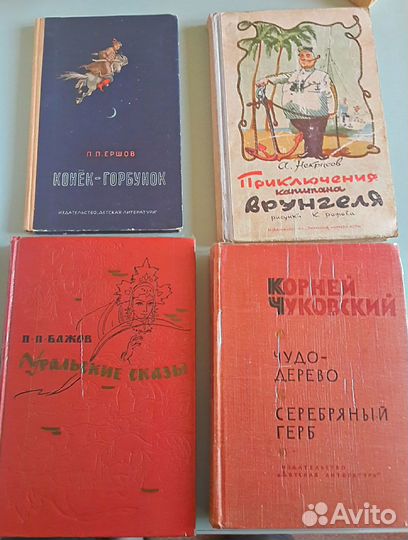 П.П.ЕРШОВ
КОНЁК-ГОРБУНОК
ИЗДАТЕЛЬСТВО „ДЕТСКАЯ ЛИТЕРАТУРА"
А. Некрасов
Приключения
капитана
Врунгеля
рисунки К. Ротова
П·П·БАЖОВ
Уральские сказы
КОРНЕЙ
ЧУКОВСКИЙ
ЧУДО-
ДЕРЕВО
СЕРЕБРЯНЫЙ
ГЕРБ
ИЗДАТЕЛЬСТВО
„ДЕТСКАЯ ЛИТЕРАТУРА"
Avito